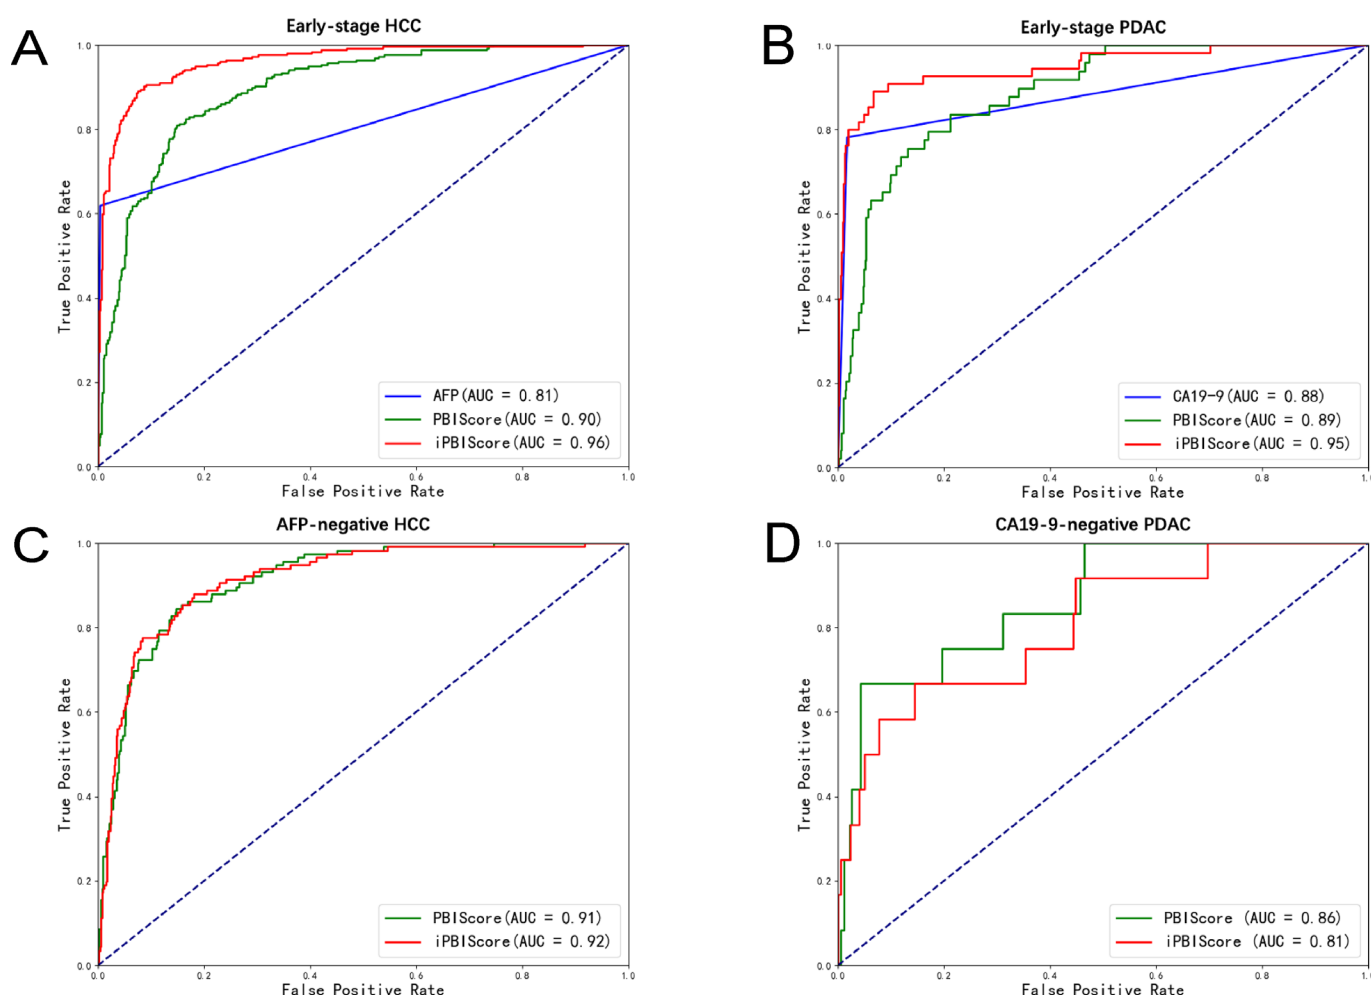 A
Early-stage HCC
True Positive Rate
1.0
0.8
0.6
0.4
0.2
0.0
AFP(AUC = 0.81)
PBIScore(AUC = 0.90)
iPBIScore(AUC = 0.96)
0.0 0.2 0.4 0.6 0.8 1.0
False Positive Rate
B
Early-stage PDAC
True Positive Rate
1.0
0.8
0.6
0.4
0.2
0.0
CA19-9(AUC = 0.88)
PBIScore(AUC = 0.89)
iPBIScore(AUC = 0.95)
0.0 0.2 0.4 0.6 0.8 1.
False Positive Rate
C
AFP-negative HCC
True Positive Rate
1.0
0.8
0.6
0.4
0.2
0.0
PBIScore(AUC = 0.91)
iPBIScore(AUC = 0.92)
0.0 0.2 0.4 0.6 0.8 1.0
False Positive Rate
D
CA19-9-negative PDAC
True Positive Rate
1.0
0.8
0.6
0.4
0.2
0.0
PBIScore (AUC = 0.86)
iPBIScore (AUC = 0.81)
0.0 0.2 0.4 0.6 0.8 1.
False Positive Rate